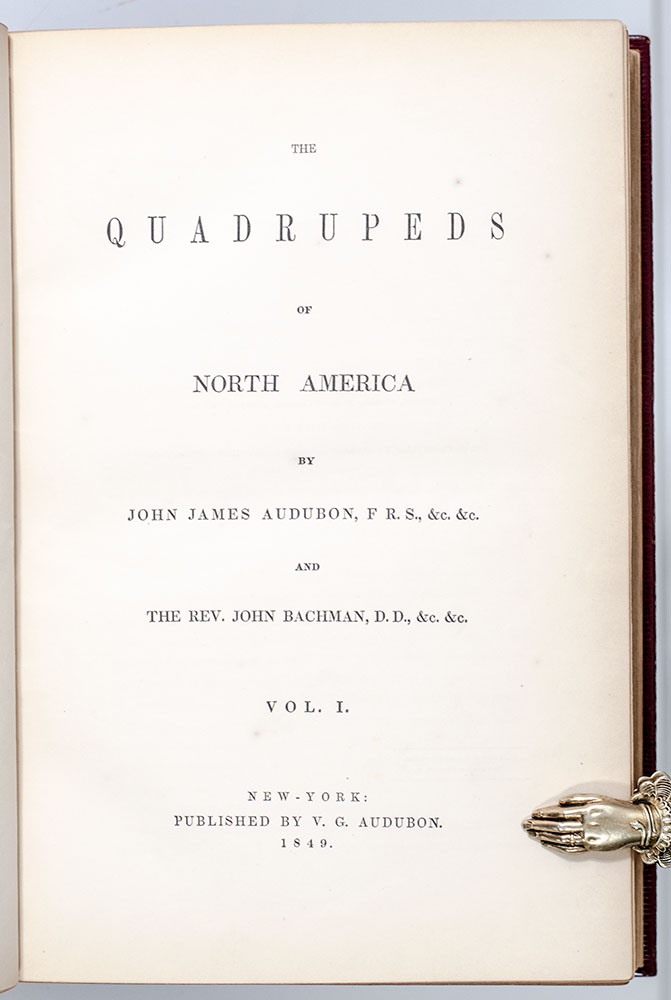 THE
QUADRUPEDS
OF
NORTH AMERICA
BY
JOHN JAMES AUDUBON, F R. S., &c. &c.
AND
THE REV. JOHN BACHMAN, D. D., &c. &c.
VOL. I.
NEW-YORK:
PUBLISHED BY V. G. AUDUBON.
1849.